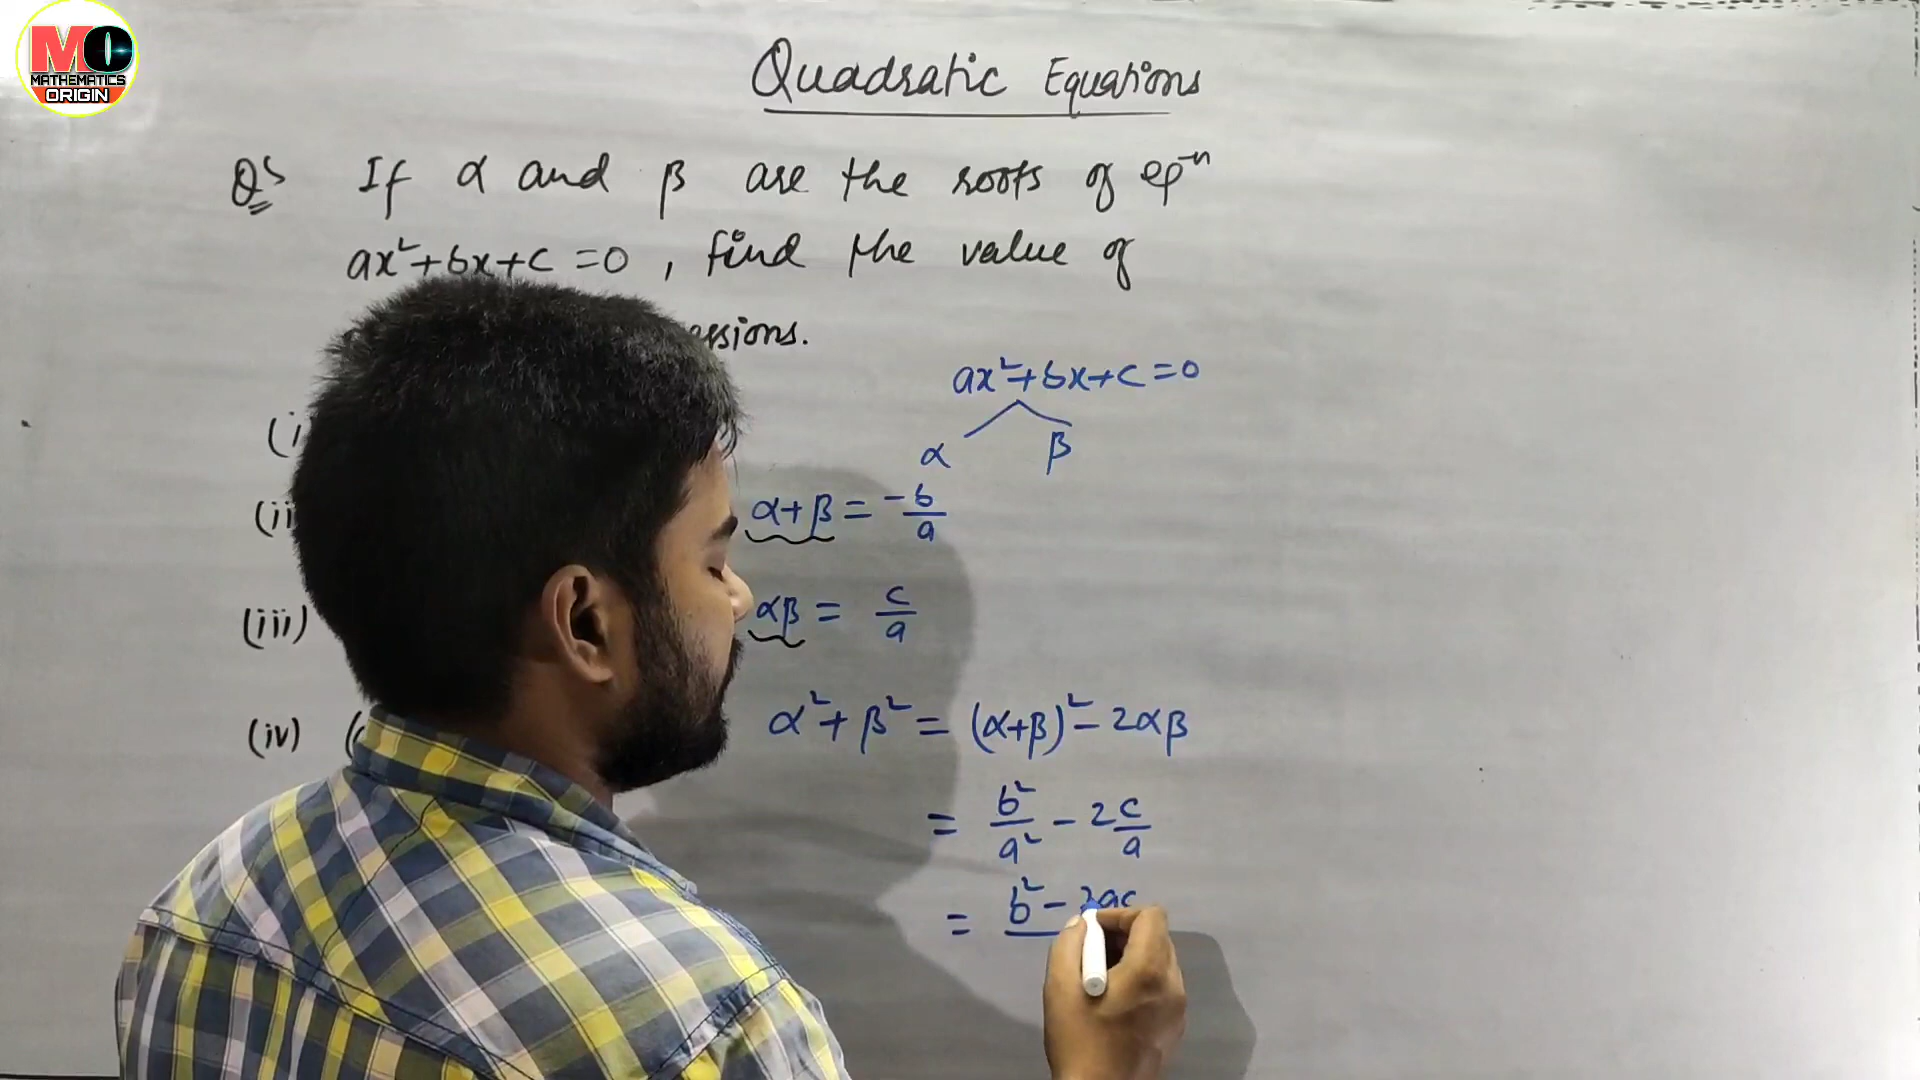 MO
MATHEMATICS
ORIGIN
Quadratic Equations
Qs If α and β are the roots of eqⁿ
ax²+bx+c=0, find the value of
essions.
ax²+bx+c=0
α β
(i
(ii
α+β = -b/a
(iii)
αβ = c/a
(iv) (
α²+β² = (α+β)²-2αβ
= b²/a² - 2c/a
= b²-2ac